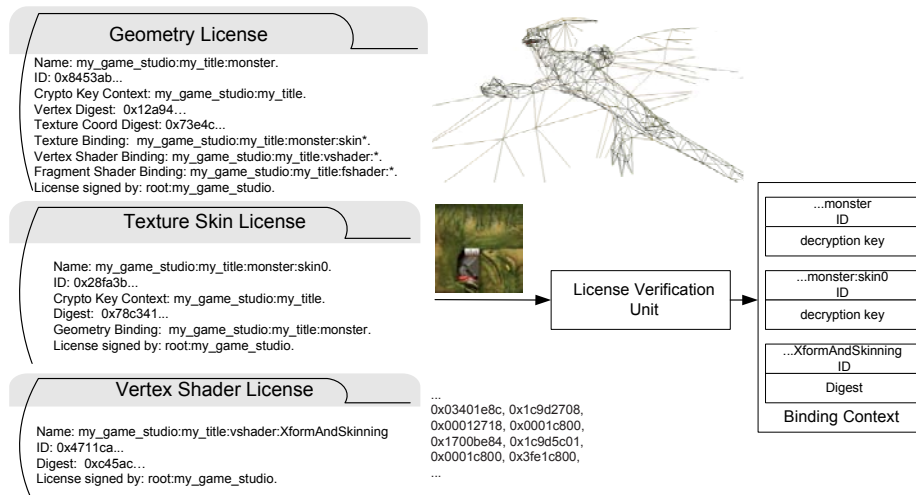 Geometry License
Name: my_game_studio:my_title:monster.
ID: 0x8453ab...
Crypto Key Context: my_game_studio:my_title.
Vertex Digest: 0x12a94...
Texture Coord Digest: 0x73e4c...
Texture Binding: my_game_studio:my_title:monster:skin*.
Vertex Shader Binding: my_game_studio:my_title:vshader:*.
Fragment Shader Binding: my_game_studio:my_title:fshader:*.
License signed by: root:my_game_studio.
Texture Skin License
Name: my_game_studio:my_title:monster:skin0.
ID: 0x28fa3b...
Crypto Key Context: my_game_studio:my_title.
Digest: 0x78c341...
Geometry Binding: my_game_studio:my_title:monster.
License signed by: root:my_game_studio.
Vertex Shader License
Name: my_game_studio:my_title:vshader:XformAndSkinning
ID: 0x4711ca...
Digest: 0xc45ac...
License signed by: root:my_game_studio.
...
0x03401e8c, 0x1c9d2708,
0x00012718, 0x0001c800,
0x1700be84, 0x1c9d5c01,
0x0001c800, 0x3fe1c800,
...
License Verification
Unit
...monster
ID
decryption key
...monster:skin0
ID
decryption key
...XformAndSkinning
ID
Digest
Binding Context